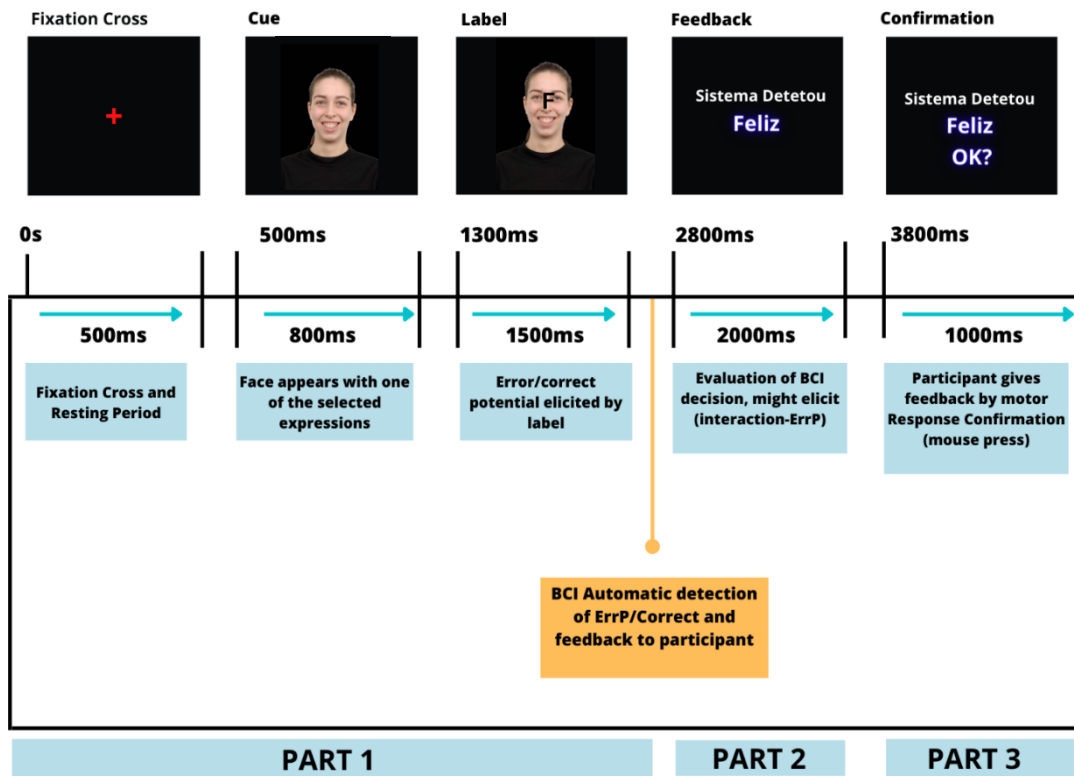 Fixation Cross
Cue
Label
Feedback
Confirmation
F
Sistema Detetou
Feliz
Sistema Detetou
Feliz
OK?
0s
500ms
1300ms
2800ms
3800ms
500ms
800ms
1500ms
2000ms
1000ms
Fixation Cross and
Resting Period
Face appears with one
of the selected
expressions
Error/correct
potential elicited by
label
Evaluation of BCI
decision, might elicit
(interaction-ErrP)
Participant gives
feedback by motor
Response Confirmation
(mouse press)
BCI Automatic detection
of ErrP/Correct and
feedback to participant
PART 1
PART 2
PART 3